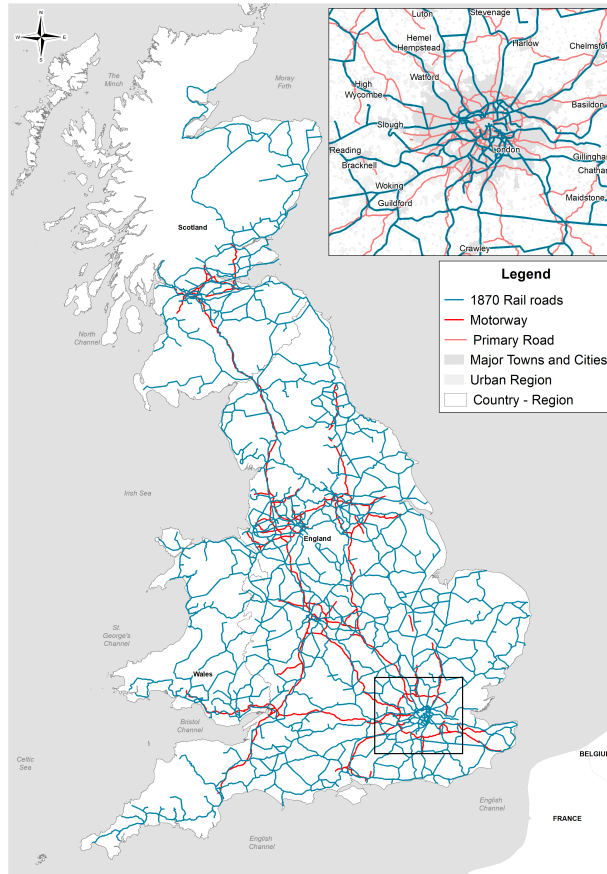 N
W E
S
The
Minch
Moray
Firth
Scotland
North
Channel
Irish Sea
England
St.
George's
Channel
Wales
Bristol
Channel
Celtic
Sea
English
Channel
English
Channel
FRANCE
BELGIU
Luton
Stevenage
Hemel
Hempstead
Harlow
Chelmsfo
Watford
High
Wycombe
Basildon
Slough
London
Reading
Bracknell
Gillingha
Chatha
Woking
Maidstone
Guildford
Crawley
Legend
1870 Rail roads
Motorway
Primary Road
Major Towns and Cities
Urban Region
Country - Region